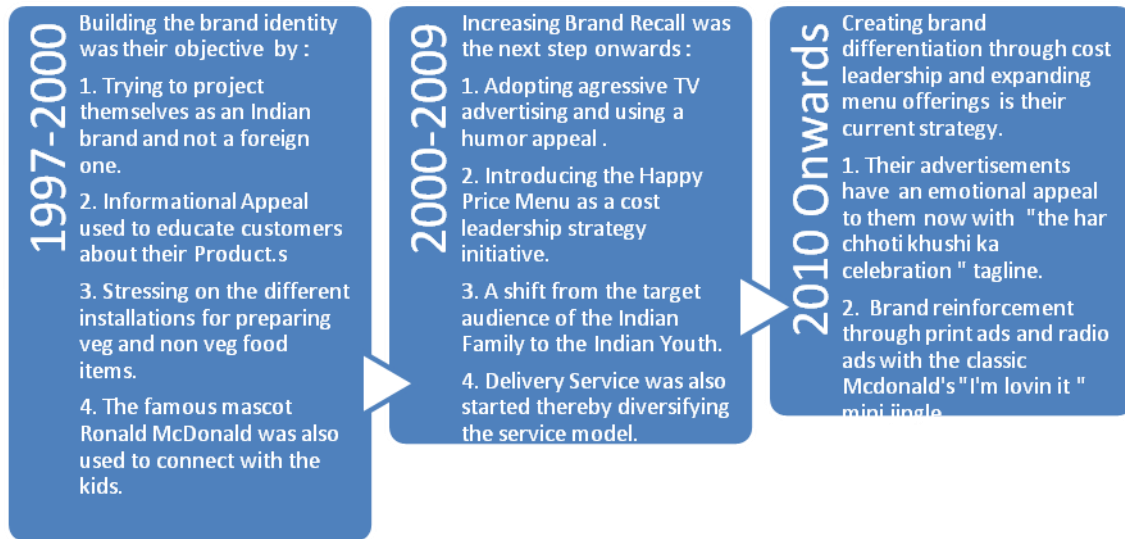 1997-2000
Building the brand identity
was their objective by :
1. Trying to project
themselves as an Indian
brand and not a foreign
one.
2. Informational Appeal
used to educate customers
about their Product.s
3. Stressing on the different
installations for preparing
veg and non veg food
items.
4. The famous mascot
Ronald McDonald was also
used to connect with the
kids.
2000-2009
Increasing Brand Recall was
the next step onwards :
1. Adopting agressive TV
advertising and using a
humor appeal .
2. Introducing the Happy
Price Menu as a cost
leadership strategy
initiative.
3. A shift from the target
audience of the Indian
Family to the Indian Youth.
4. Delivery Service was also
started thereby diversifying
the service model.
2010 Onwards
Creating brand
differentiation through cost
leadership and expanding
menu offerings is their
current strategy.
1. Their advertisements
have an emotional appeal
to them now with "the har
chhoti khushi ka
celebration " tagline.
2. Brand reinforcement
through print ads and radio
ads with the classic
Mcdonald's "I'm lovin it "
mini jingle